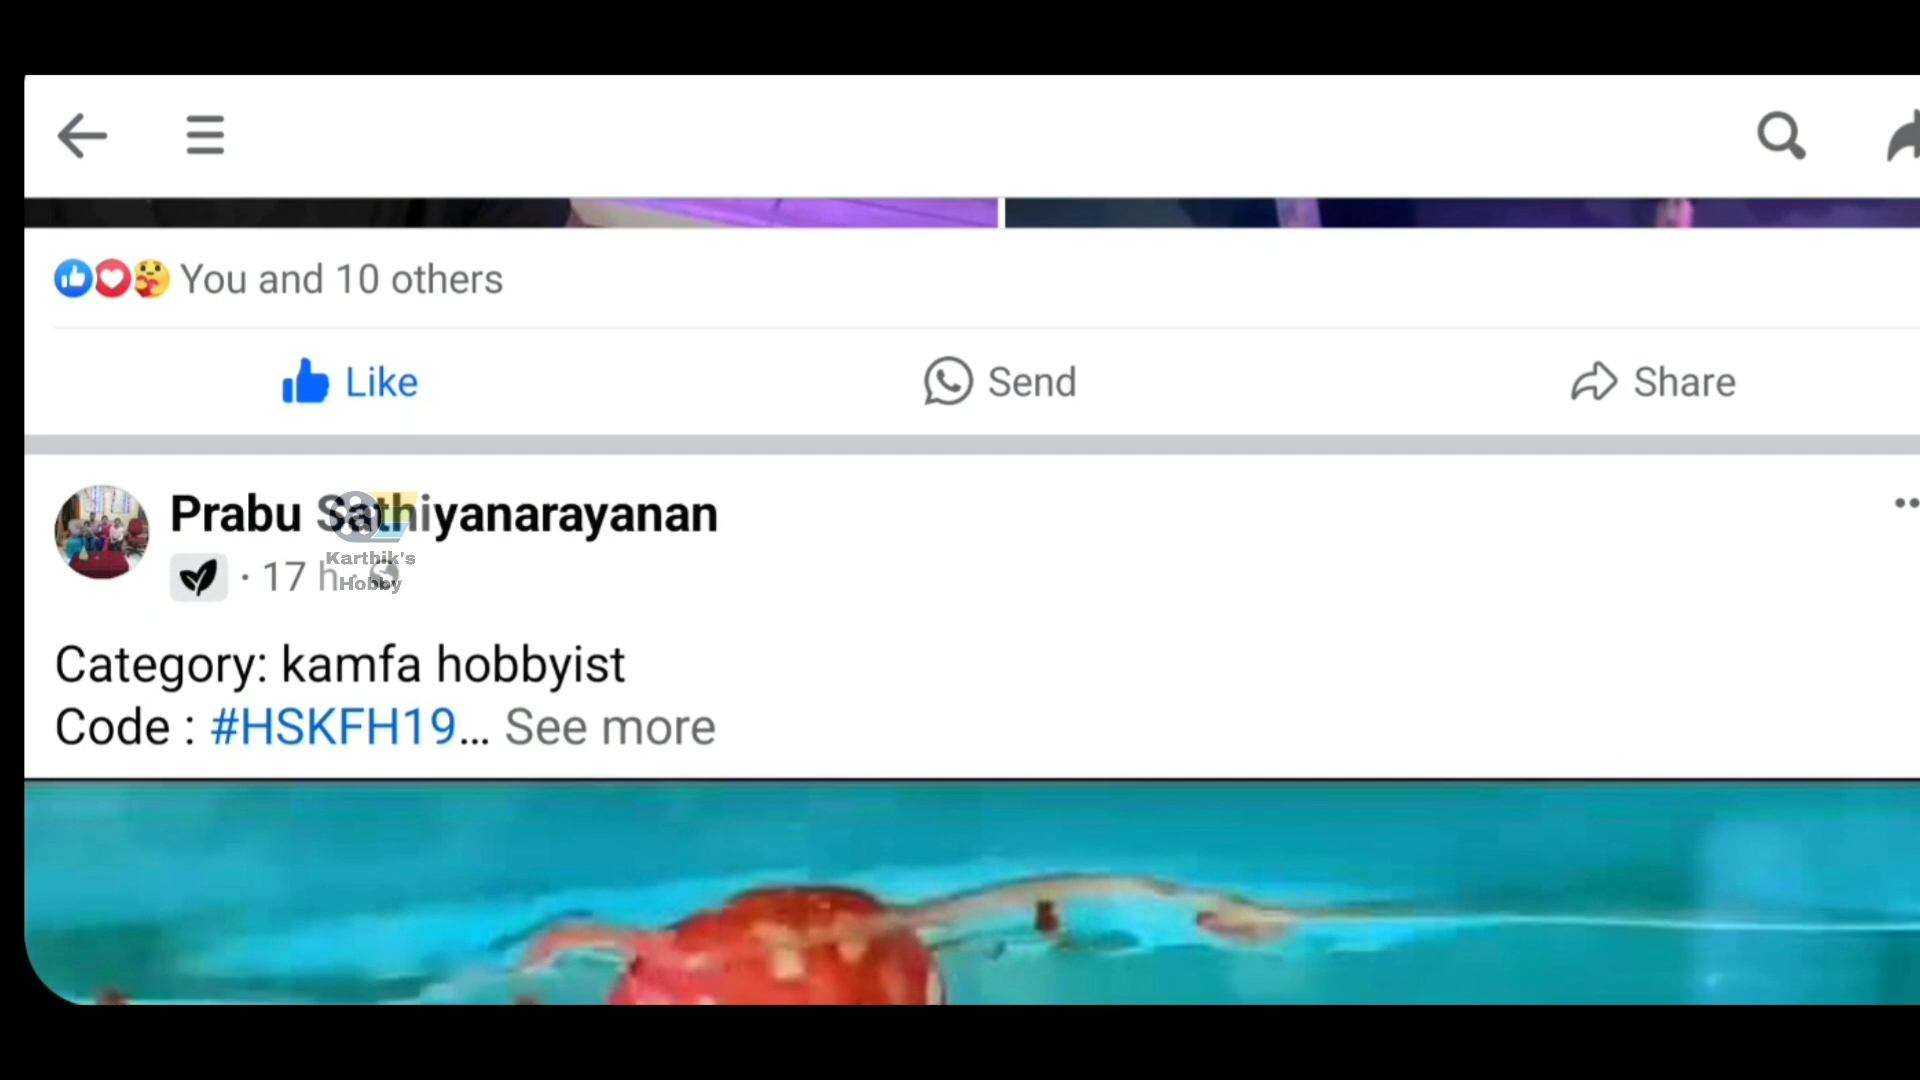 You and 10 others
Like
Send
Share
Prabu Sathiyanarayanan
· 17 h ·
Karthik's
Hobby
Category: kamfa hobbyist
Code : #HSKFH19... See more